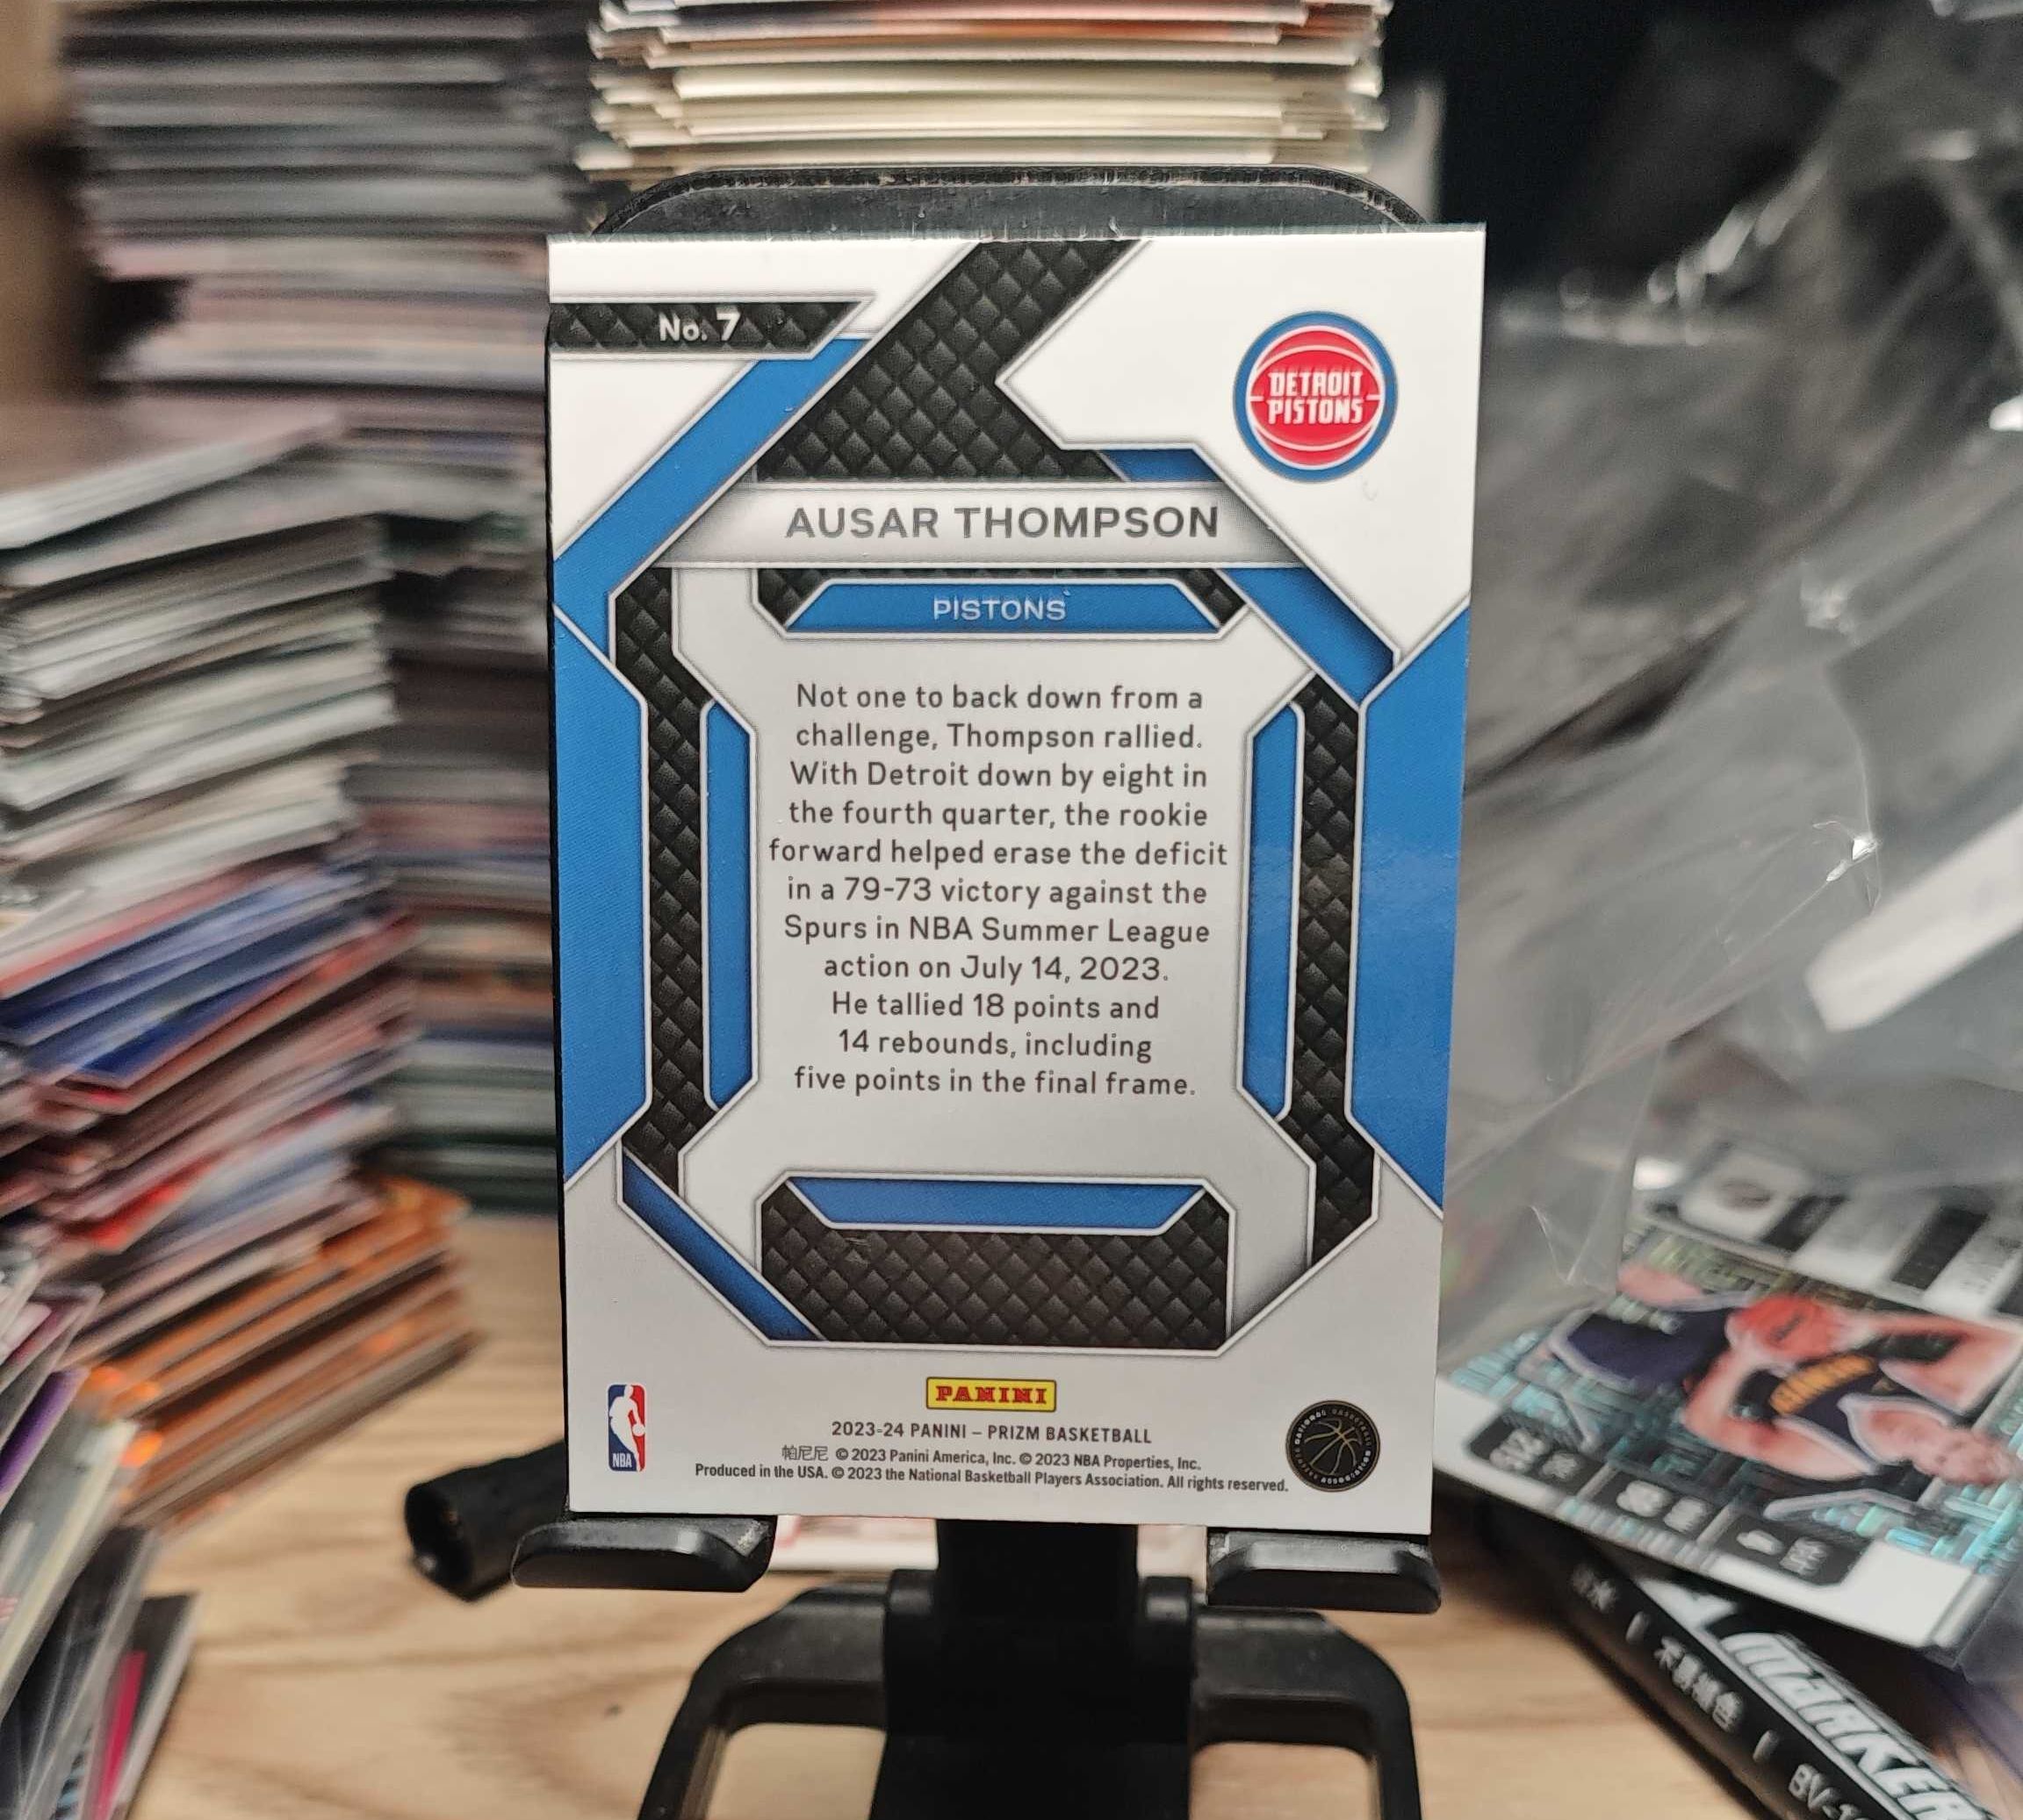 No. 7
DETROIT
PISTONS
AUSAR THOMPSON
PISTONS
Not one to back down from a
challenge, Thompson rallied.
With Detroit down by eight in
the fourth quarter, the rookie
forward helped erase the deficit
in a 79-73 victory against the
Spurs in NBA Summer League
action on July 14, 2023.
He tallied 18 points and
14 rebounds, including
five points in the final frame.
PANINI
NBA
2023-24 PANINI – PRIZM BASKETBALL
帕尼尼 © 2023 Panini America, Inc. © 2023 NBA Properties, Inc.
Produced in the USA. © 2023 the National Basketball Players Association. All rights reserved.
MARKER